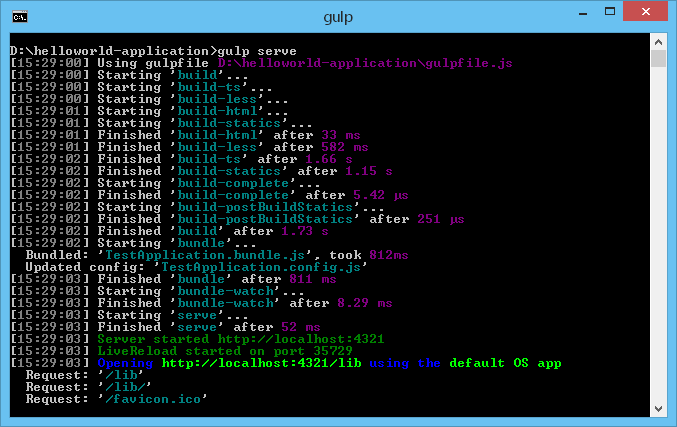 gulp
D:\helloworld-application>gulp serve
[15:29:00] Using gulpfile D:\helloworld-application\gulpfile.js
[15:29:00] Starting 'build'...
[15:29:00] Starting 'build-ts'...
[15:29:00] Starting 'build-less'...
[15:29:01] Starting 'build-html'...
[15:29:01] Starting 'build-statics'...
[15:29:01] Finished 'build-html' after 33 ms
[15:29:01] Finished 'build-less' after 582 ms
[15:29:02] Finished 'build-ts' after 1.66 s
[15:29:02] Finished 'build-statics' after 1.15 s
[15:29:02] Starting 'build-complete'...
[15:29:02] Finished 'build-complete' after 5.42 μs
[15:29:02] Starting 'build-postBuildStatics'...
[15:29:02] Finished 'build-postBuildStatics' after 251 μs
[15:29:02] Finished 'build' after 1.73 s
[15:29:02] Starting 'bundle'...
  Bundled: 'TestApplication.bundle.js', took 812ms
  Updated config: 'TestApplication.config.js'
[15:29:03] Finished 'bundle' after 811 ms
[15:29:03] Starting 'bundle-watch'...
[15:29:03] Finished 'bundle-watch' after 8.29 ms
[15:29:03] Starting 'serve'...
[15:29:03] Finished 'serve' after 52 ms
[15:29:03] Server started http://localhost:4321
[15:29:03] LiveReload started on port 35729
[15:29:03] Opening http://localhost:4321/lib using the default OS app
  Request: '/lib'
  Request: '/lib/'
  Request: '/favicon.ico'